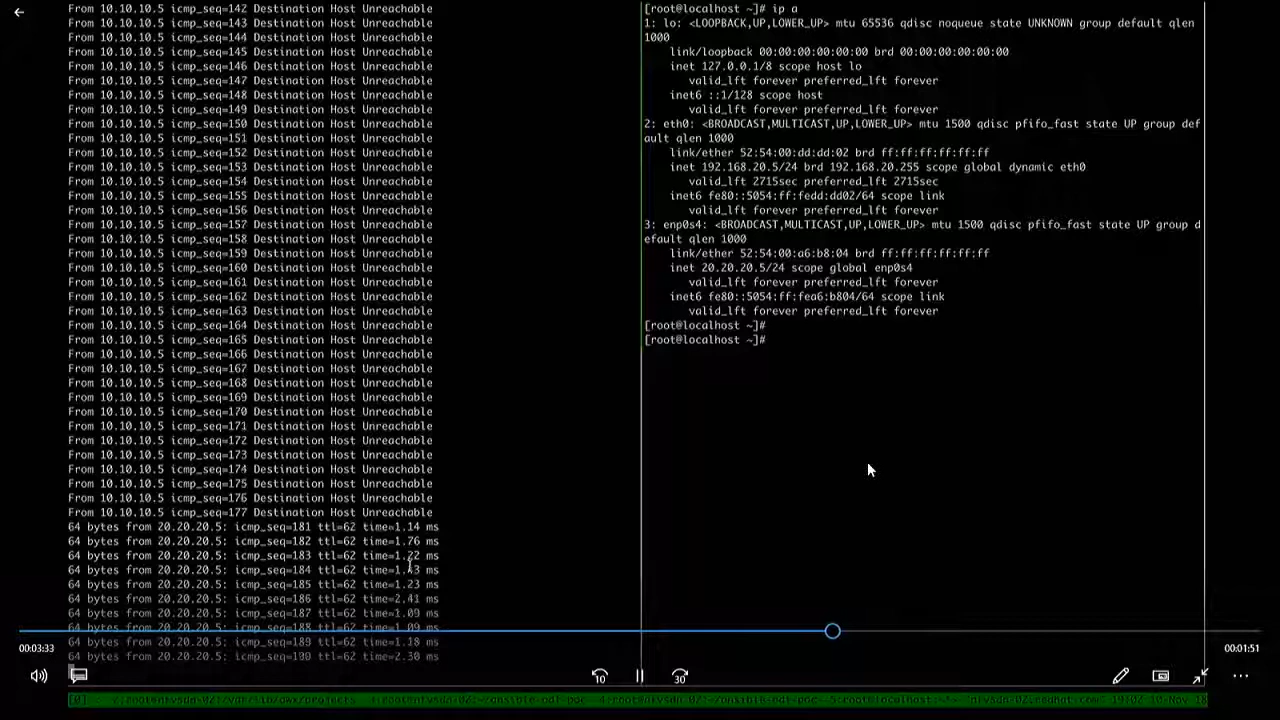 From 10.10.10.5 icmp_seq=142 Destination Host Unreachable
From 10.10.10.5 icmp_seq=143 Destination Host Unreachable
From 10.10.10.5 icmp_seq=144 Destination Host Unreachable
From 10.10.10.5 icmp_seq=145 Destination Host Unreachable
From 10.10.10.5 icmp_seq=146 Destination Host Unreachable
From 10.10.10.5 icmp_seq=147 Destination Host Unreachable
From 10.10.10.5 icmp_seq=148 Destination Host Unreachable
From 10.10.10.5 icmp_seq=149 Destination Host Unreachable
From 10.10.10.5 icmp_seq=150 Destination Host Unreachable
From 10.10.10.5 icmp_seq=151 Destination Host Unreachable
From 10.10.10.5 icmp_seq=152 Destination Host Unreachable
From 10.10.10.5 icmp_seq=153 Destination Host Unreachable
From 10.10.10.5 icmp_seq=154 Destination Host Unreachable
From 10.10.10.5 icmp_seq=155 Destination Host Unreachable
From 10.10.10.5 icmp_seq=156 Destination Host Unreachable
From 10.10.10.5 icmp_seq=157 Destination Host Unreachable
From 10.10.10.5 icmp_seq=158 Destination Host Unreachable
From 10.10.10.5 icmp_seq=159 Destination Host Unreachable
From 10.10.10.5 icmp_seq=160 Destination Host Unreachable
From 10.10.10.5 icmp_seq=161 Destination Host Unreachable
From 10.10.10.5 icmp_seq=162 Destination Host Unreachable
From 10.10.10.5 icmp_seq=163 Destination Host Unreachable
From 10.10.10.5 icmp_seq=164 Destination Host Unreachable
From 10.10.10.5 icmp_seq=165 Destination Host Unreachable
From 10.10.10.5 icmp_seq=166 Destination Host Unreachable
From 10.10.10.5 icmp_seq=167 Destination Host Unreachable
From 10.10.10.5 icmp_seq=168 Destination Host Unreachable
From 10.10.10.5 icmp_seq=169 Destination Host Unreachable
From 10.10.10.5 icmp_seq=170 Destination Host Unreachable
From 10.10.10.5 icmp_seq=171 Destination Host Unreachable
From 10.10.10.5 icmp_seq=172 Destination Host Unreachable
From 10.10.10.5 icmp_seq=173 Destination Host Unreachable
From 10.10.10.5 icmp_seq=174 Destination Host Unreachable
From 10.10.10.5 icmp_seq=175 Destination Host Unreachable
From 10.10.10.5 icmp_seq=176 Destination Host Unreachable
From 10.10.10.5 icmp_seq=177 Destination Host Unreachable
64 bytes from 20.20.20.5: icmp_seq=181 ttl=62 time=1.14 ms
64 bytes from 20.20.20.5: icmp_seq=182 ttl=62 time=1.76 ms
64 bytes from 20.20.20.5: icmp_seq=183 ttl=62 time=1.22 ms
64 bytes from 20.20.20.5: icmp_seq=184 ttl=62 ms
64 bytes from 20.20.20.5: icmp_seq=185 ttl=62 time=1.23 ms
64 bytes from 20.20.20.5: icmp_seq=186 ttl=62 time=2.41 ms
64 bytes from 20.20.20.5: icmp_seq=187 ttl=62 time=1.09 ms
64 bytes from 20.20.20.5: icmp_seq=188 ttl=62 time=1.09 ms
64 bytes from 20.20.20.5: icmp_seq=189 ttl=62 time=1.18 ms
64 bytes from 20.20.20.5: icmp_seq=190 ttl=62 time=2.30 ms
[root@localhost ~]# ip a
1: lo: <LOOPBACK,UP,LOWER_UP> mtu 65536 qdisc noqueue state UNKNOWN group default qlen
1000
link/loopback 00:00:00:00:00:00 brd 00:00:00:00:00:00
inet 127.0.0.1/8 scope host lo
valid_lft forever preferred_lft forever
inet6 ::1/128 scope host
valid_lft forever preferred_lft forever
2: eth0: <BROADCAST,MULTICAST,UP,LOWER_UP> mtu 1500 qdisc pfifo_fast state UP group def
ault qlen 1000
link/ether 52:54:00:dd:dd:02 brd ff:ff:ff:ff:ff:ff
inet 192.168.20.5/24 brd 192.168.20.255 scope global dynamic eth0
valid_lft 2715sec preferred_lft 2715sec
inet6 fe80::5054:ff:fedd:dd02/64 scope link
valid_lft forever preferred_lft forever
3: enp0s4: <BROADCAST,MULTICAST,UP,LOWER_UP> mtu 1500 qdisc pfifo_fast state UP group d
efault qlen 1000
link/ether 52:54:00:a6:b8:04 brd ff:ff:ff:ff:ff:ff
inet 20.20.20.5/24 scope global enp0s4
valid_lft forever preferred_lft forever
inet6 fe80::5054:ff:fea6:b804/64 scope link
valid_lft forever preferred_lft forever
[root@localhost ~]#
[root@localhost ~]#
00:03:33
00:01:51
10
30